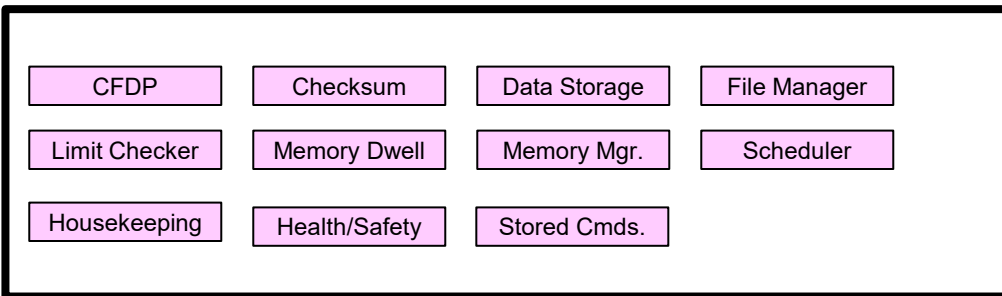 CFDP
Checksum
Data Storage
File Manager
Limit Checker
Memory Dwell
Memory Mgr.
Scheduler
Housekeeping
Health/Safety
Stored Cmds.